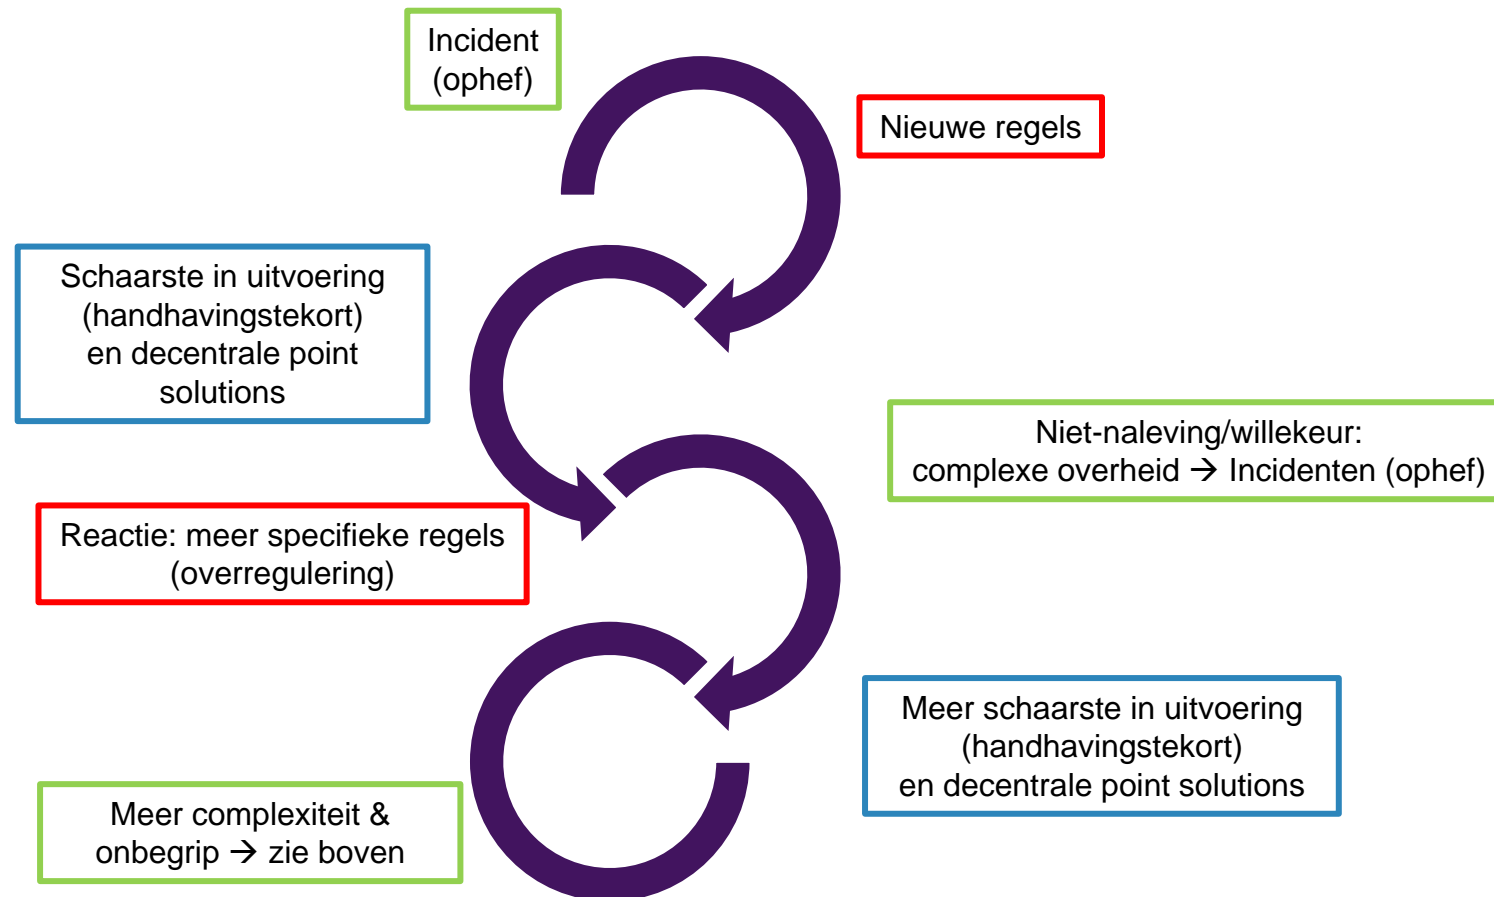 Incident
(ophef)
Nieuwe regels
Schaarste in uitvoering
(handhavingstekort)
en decentrale point
solutions
Niet-naleving/willekeur:
complexe overheid → Incidenten (ophef)
Reactie: meer specifieke regels
(overregulering)
Meer schaarste in uitvoering
(handhavingstekort)
en decentrale point solutions
Meer complexiteit &
onbegrip → zie boven